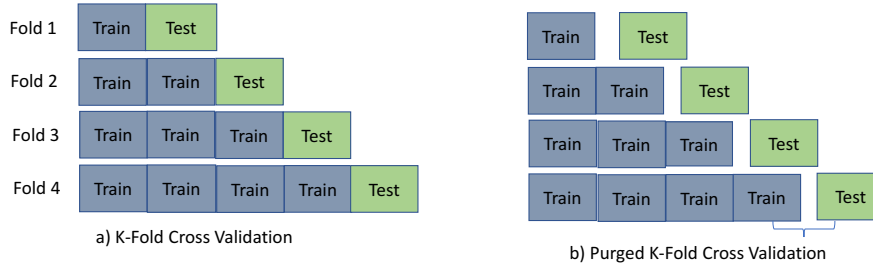 Fold 1 Train Test
Fold 2 Train Train Test
Fold 3 Train Train Train Test
Fold 4 Train Train Train Train Test
a) K-Fold Cross Validation
Train Test
Train Train Test
Train Train Train Test
Train Train Train Train Test
b) Purged K-Fold Cross Validation